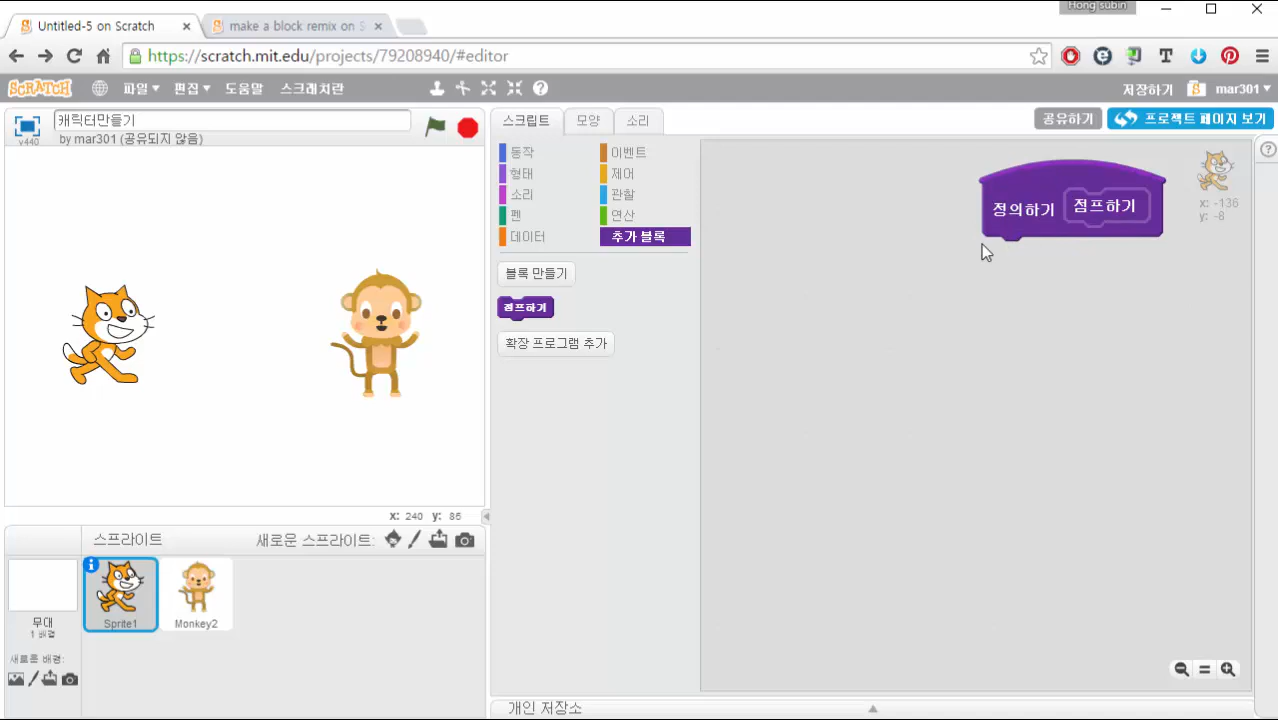 Hong subin
Untitled-5 on Scratch
make a block remix on S
https://scratch.mit.edu/projects/79208940/#editor
SCRATCH 파일 편집 도움말 스크래치란 저장하기 mar301
캐릭터만들기
by mar301 (공유되지 않음)
v440
스크립트 모양 소리
공유하기 프로젝트 페이지 보기
동작 이벤트
형태 제어
소리 관찰
펜 연산
데이터 추가 블록
블록 만들기
점프하기
확장 프로그램 추가
정의하기 점프하기
x: -136
y: -8
x: 240 y: 86
스프라이트 새로운 스프라이트:
Sprite1
Monkey2
무대
1 배경
새로운 배경:
개인 저장소